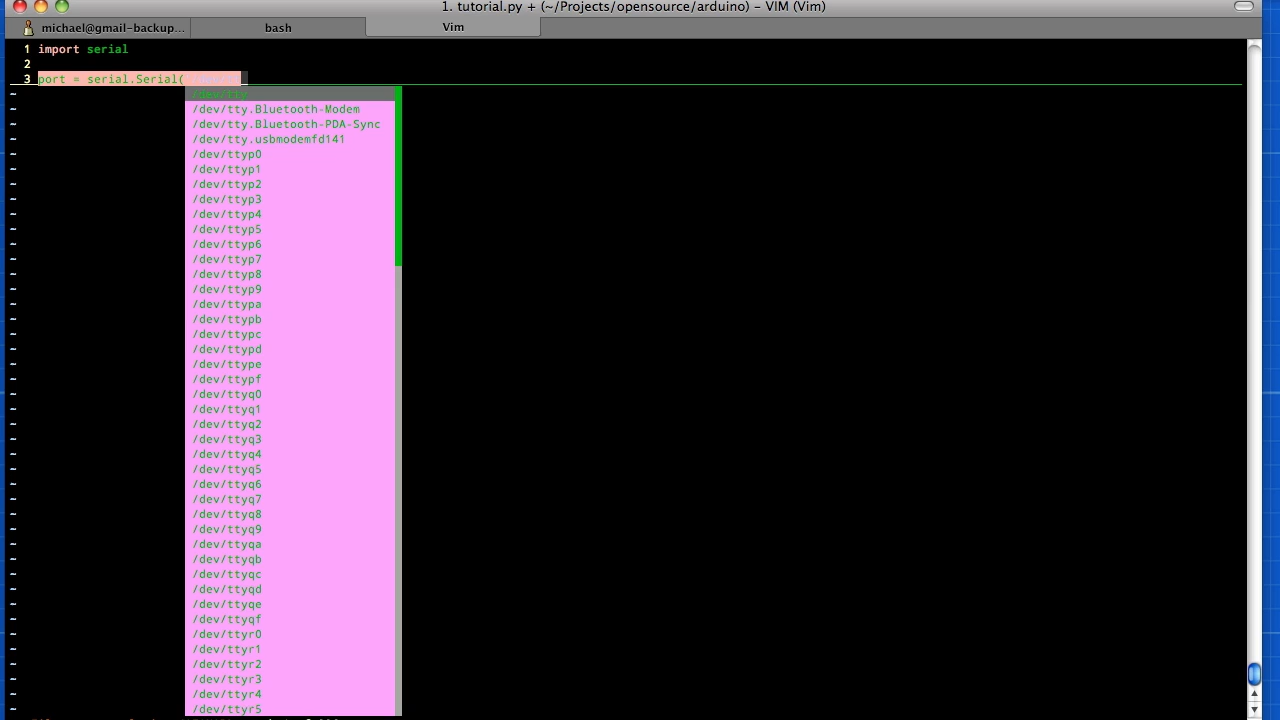 1. tutorial.py + (~/Projects/opensource/arduino) – VIM (Vim)
michael@gmail-backup... bash Vim
1 import serial
2
3 port = serial.Serial(
~ /dev/tty
~ /dev/tty.Bluetooth-Modem
~ /dev/tty.Bluetooth-PDA-Sync
~ /dev/tty.usbmodemfd141
~ /dev/ttyp0
~ /dev/ttyp1
~ /dev/ttyp2
~ /dev/ttyp3
~ /dev/ttyp4
~ /dev/ttyp5
~ /dev/ttyp6
~ /dev/ttyp7
~ /dev/ttyp8
~ /dev/ttyp9
~ /dev/ttypa
~ /dev/ttypb
~ /dev/ttypc
~ /dev/ttypd
~ /dev/ttype
~ /dev/ttypf
~ /dev/ttyq0
~ /dev/ttyq1
~ /dev/ttyq2
~ /dev/ttyq3
~ /dev/ttyq4
~ /dev/ttyq5
~ /dev/ttyq6
~ /dev/ttyq7
~ /dev/ttyq8
~ /dev/ttyq9
~ /dev/ttyqa
~ /dev/ttyqb
~ /dev/ttyqc
~ /dev/ttyqd
~ /dev/ttyqe
~ /dev/ttyqf
~ /dev/ttyr0
~ /dev/ttyr1
~ /dev/ttyr2
~ /dev/ttyr3
~ /dev/ttyr4
~ /dev/ttyr5